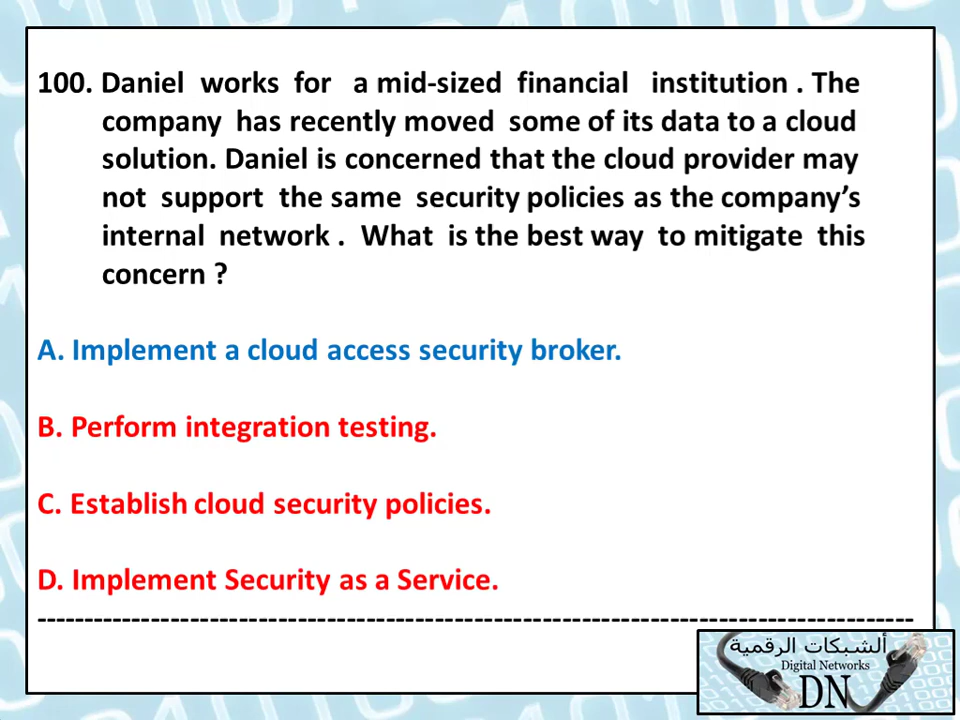 100. Daniel works for a mid-sized financial institution . The
company has recently moved some of its data to a cloud
solution. Daniel is concerned that the cloud provider may
not support the same security policies as the company’s
internal network . What is the best way to mitigate this
concern ?
A. Implement a cloud access security broker.
B. Perform integration testing.
C. Establish cloud security policies.
D. Implement Security as a Service.
--------------------------------------------------------------------------------------------
ألشبكات الرقمية
Digital Networks
DN